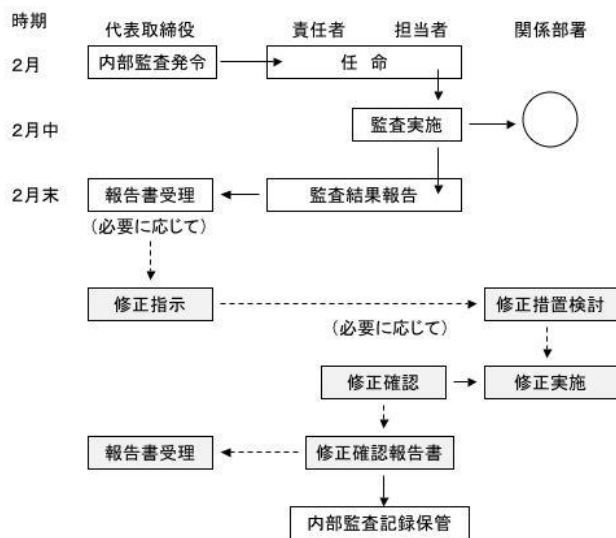 時期
代表取締役 責任者 担当者 関係部署
2月 内部監査発令 任 命
2月中 監査実施
2月末 報告書受理 監査結果報告
(必要に応じて)
修正指示 修正措置検討
(必要に応じて)
修正確認 修正実施
報告書受理 修正確認報告書
内部監査記録保管